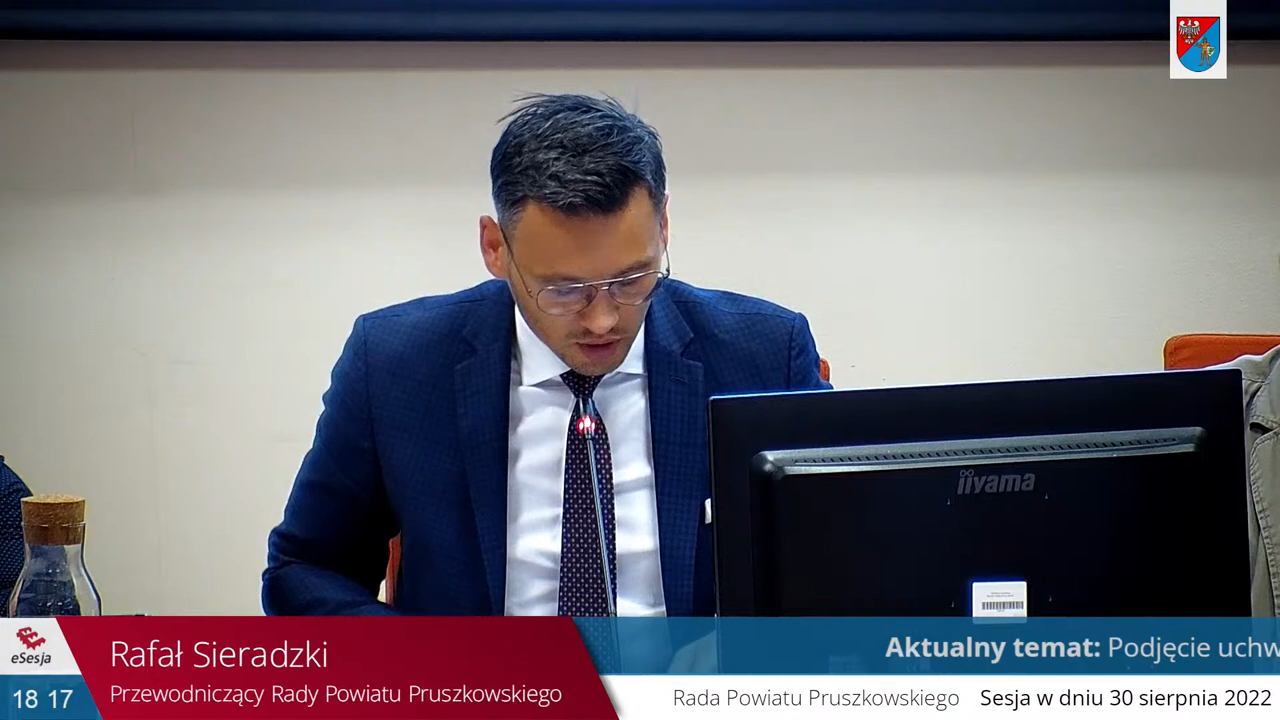 iiyama
Rafał Sieradzki
Aktualny temat: Podjęcie uchw
eSesja
18 17
Przewodniczący Rady Powiatu Pruszkowskiego
Rada Powiatu Pruszkowskiego
Sesja w dniu 30 sierpnia 2022